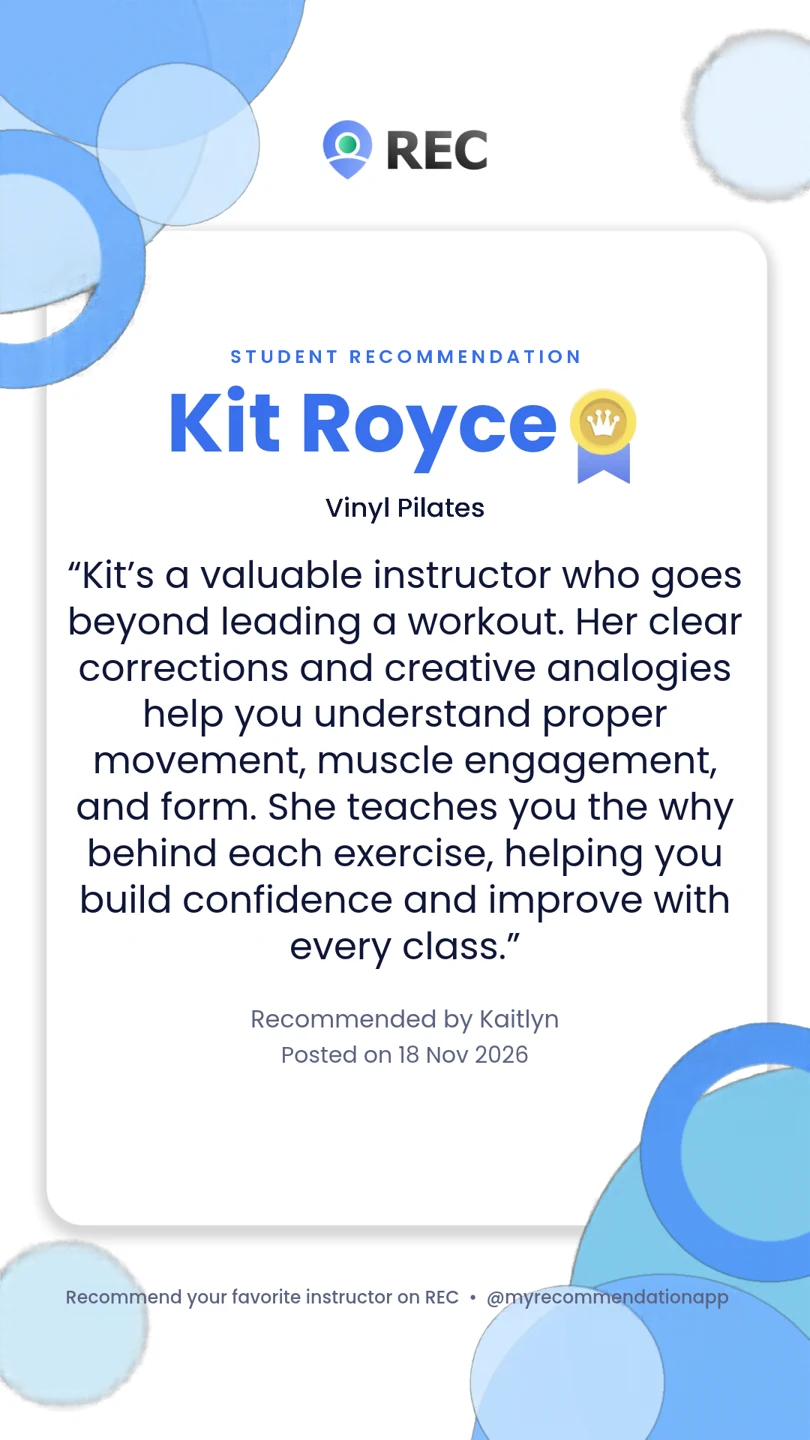 REC
STUDENT RECOMMENDATION
Kit Royce
Vinyl Pilates
“Kit’s a valuable instructor who goes
beyond leading a workout. Her clear
corrections and creative analogies
help you understand proper
movement, muscle engagement,
and form. She teaches you the why
behind each exercise, helping you
build confidence and improve with
every class.”
Recommended by Kaitlyn
Posted on 18 Nov 2026
Recommend your favorite instructor on REC • @myrecommendationapp